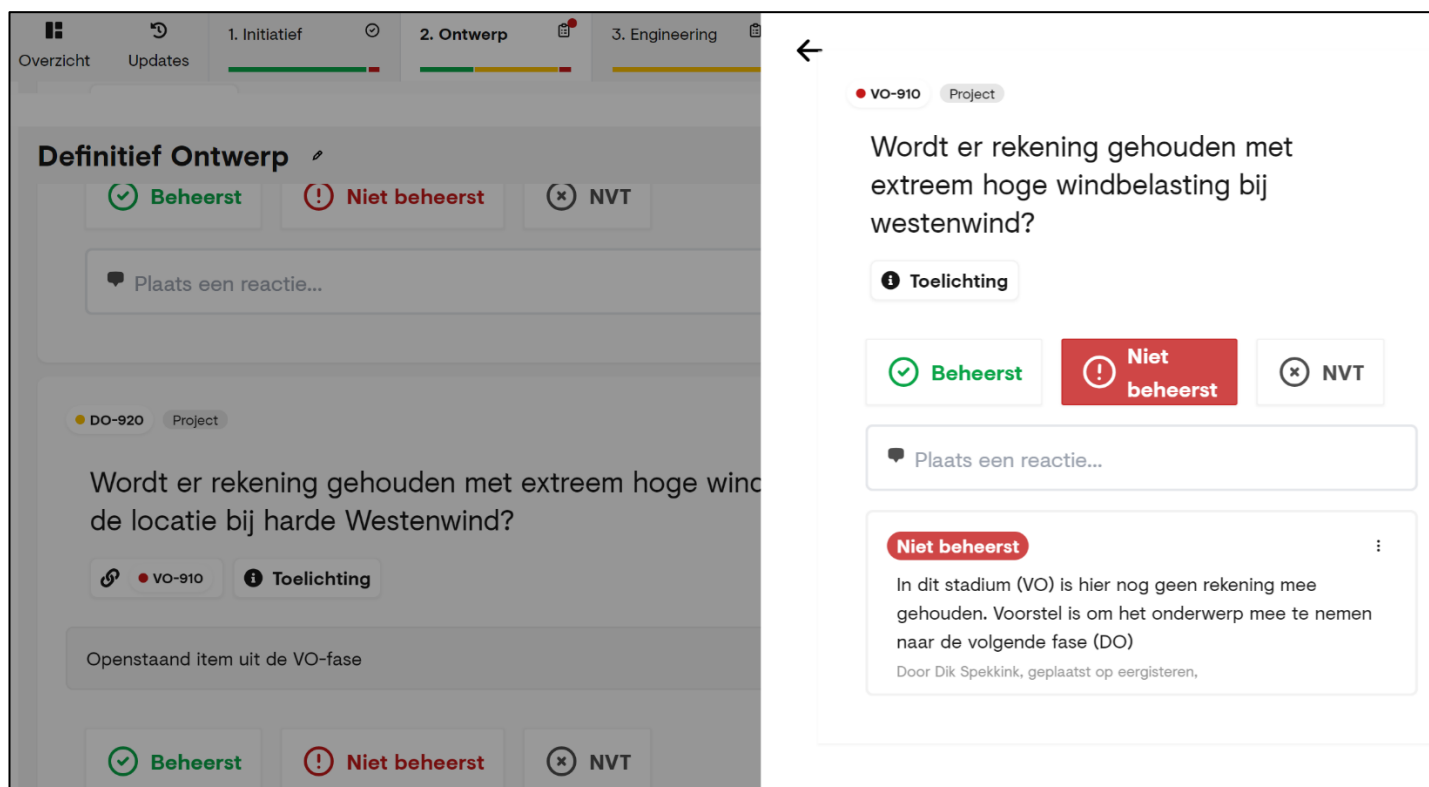 Overzicht
Updates
1. Initiatief
2. Ontwerp
3. Engineering
Definitief Ontwerp
Beheerst
Niet beheerst
NVT
Plaats een reactie...
DO-920 Project
Wordt er rekening gehouden met extreem hoge
de locatie bij harde Westenwind?
VO-910
Toelichting
Openstaand item uit de VO-fase
Beheerst
Niet beheerst
NVT
VO-910 Project
Wordt er rekening gehouden met
extreem hoge windbelasting bij
westenwind?
Toelichting
Beheerst
Niet
beheerst
NVT
Plaats een reactie...
Niet beheerst
In dit stadium (VO) is hier nog geen rekening mee
gehouden. Voorstel is om het onderwerp mee te nemen
naar de volgende fase (DO)
Door Dik Spekkink, geplaatst op eergisteren,